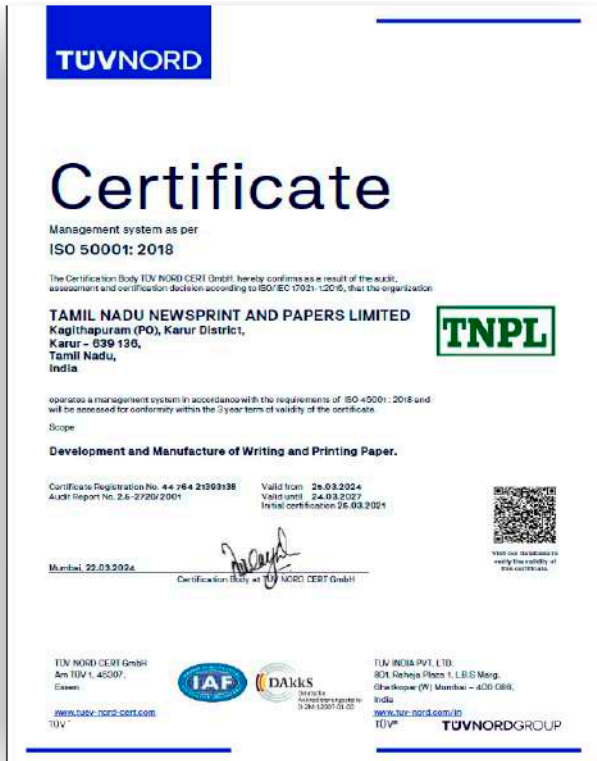 TÜVNORD
Certificate
Management system as per
ISO 50001: 2018
The Certification Body TÜV NORD CERT GmbH, hereby confirms as a result of the audit,
assessment and certification decision according to ISO/IEC 17021-1:2015, that the organization
TAMIL NADU NEWSPRINT AND PAPERS LIMITED
Kagithapuram (PO), Karur District,
Karur - 639 136,
Tamil Nadu,
India
TNPL
operates a management system in accordance with the requirements of ISO 45001 : 2018 and
will be assessed for conformity within the 3 year term of validity of the certificate.
Scope
Development and Manufacture of Writing and Printing Paper.
Certificate Registration No. 44 764 21393138
Audit Report No. 2.5-2720/2001
Valid from 25.03.2024
Valid until 24.03.2027
Initial certification 25.03.2021
Visit our database to
verify the validity of
this certificate.
Mumbai, 22.03.2024
Certification Body at TÜV NORD CERT GmbH
TÜV NORD CERT GmbH
Am TÜV 1, 45307,
Essen
www.tuev-nord-cert.com
TÜV
IAF
DAkkS
Deutsche
Akkreditierungsstelle
TÜV INDIA PVT. LTD.
801, Raheja Plaza 1, L.B.S Marg,
Ghatkopar (W) Mumbai - 400 086,
India
www.tuv-nord.com/in
TÜV®
TÜVNORDGROUP